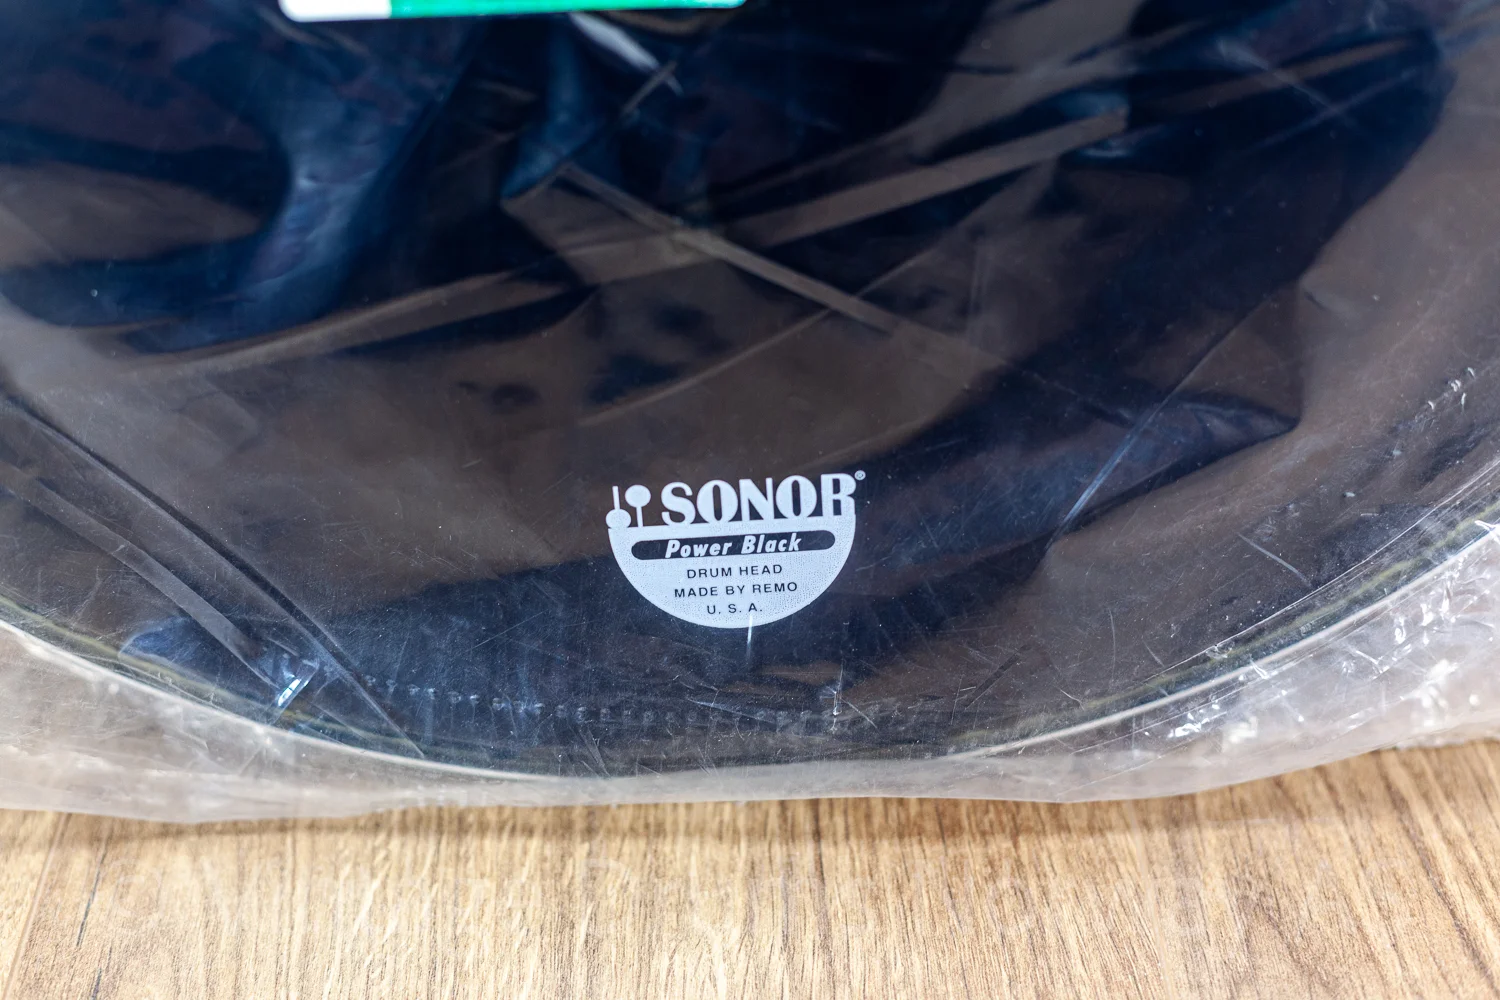 SONOR®
Power Black
DRUM HEAD
MADE BY REMO
U. S. A.